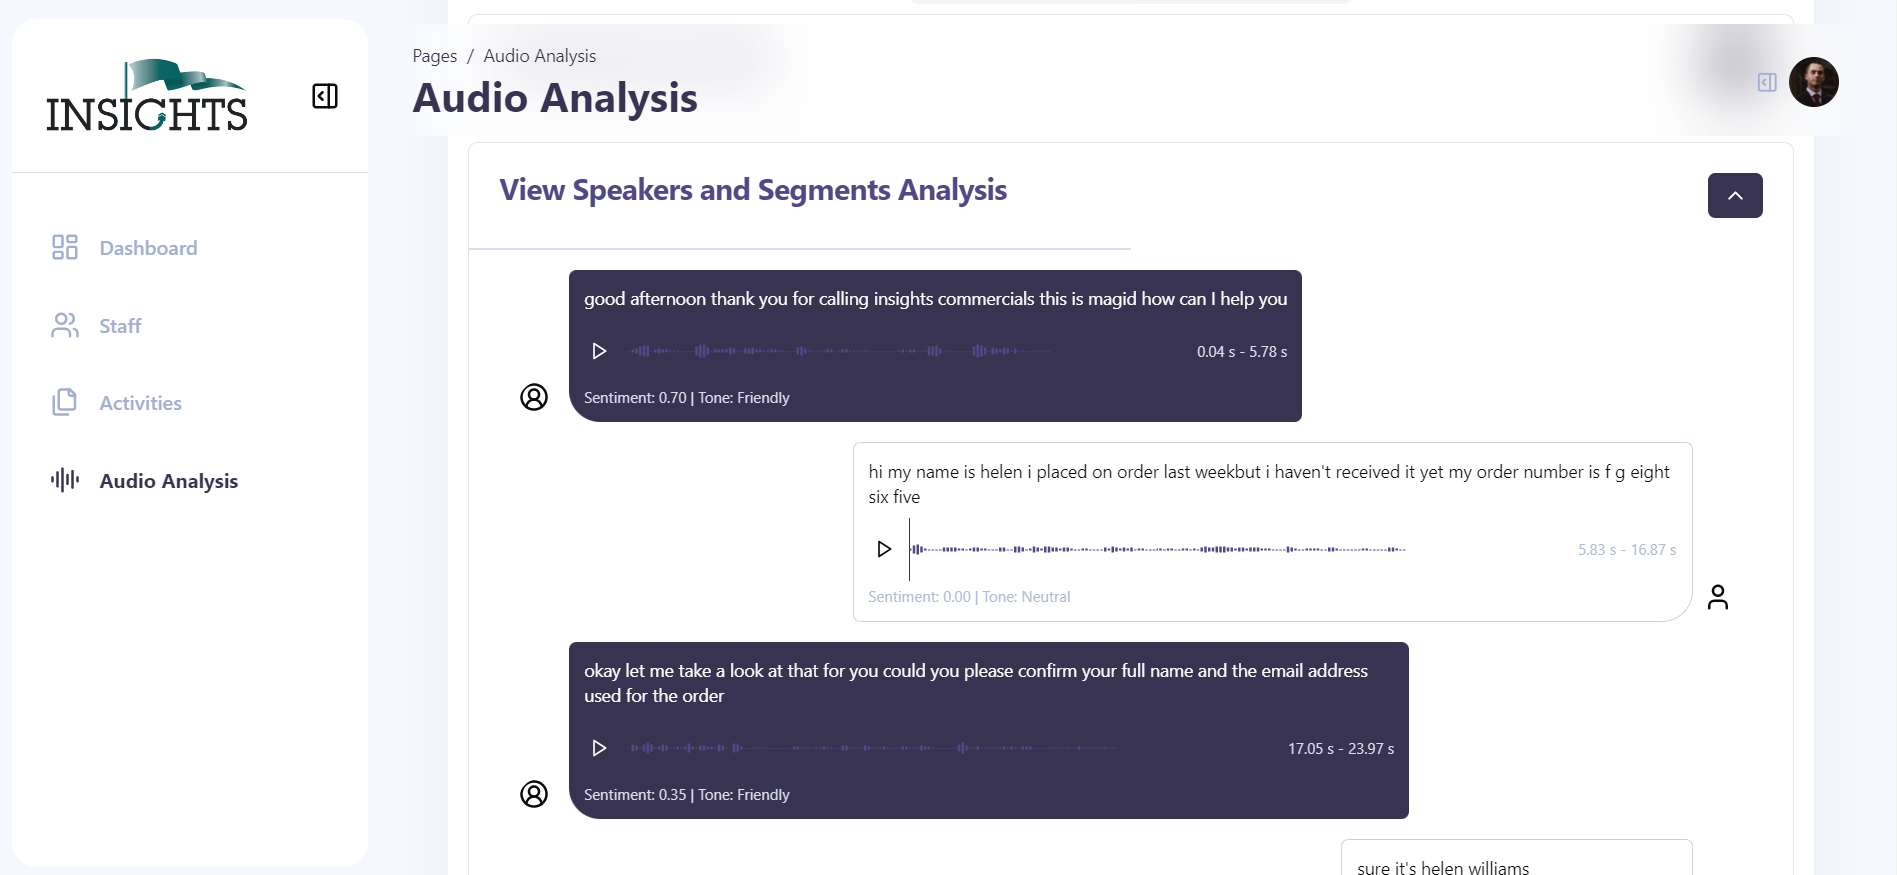 INSIGHTS
Dashboard
Staff
Activities
Audio Analysis
Pages / Audio Analysis
Audio Analysis
View Speakers and Segments Analysis
good afternoon thank you for calling insights commercials this is magid how can I help you
0.04 s - 5.78 s
Sentiment: 0.70 | Tone: Friendly
hi my name is helen i placed on order last weekbut i haven't received it yet my order number is f g eight
six five
5.83 s - 16.87 s
Sentiment: 0.00 | Tone: Neutral
okay let me take a look at that for you could you please confirm your full name and the email address
used for the order
17.05 s - 23.97 s
Sentiment: 0.35 | Tone: Friendly
sure it's helen williams